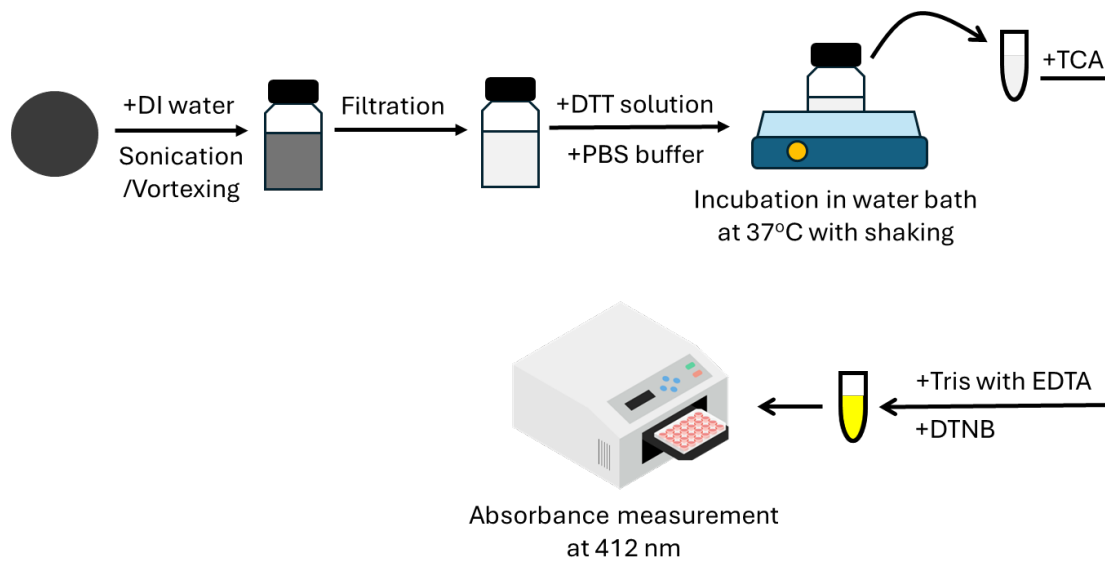 +DI water
Sonication
/Vortexing
Filtration
+DTT solution
+PBS buffer
Incubation in water bath
at 37°C with shaking
+TCA
+Tris with EDTA
+DTNB
Absorbance measurement
at 412 nm